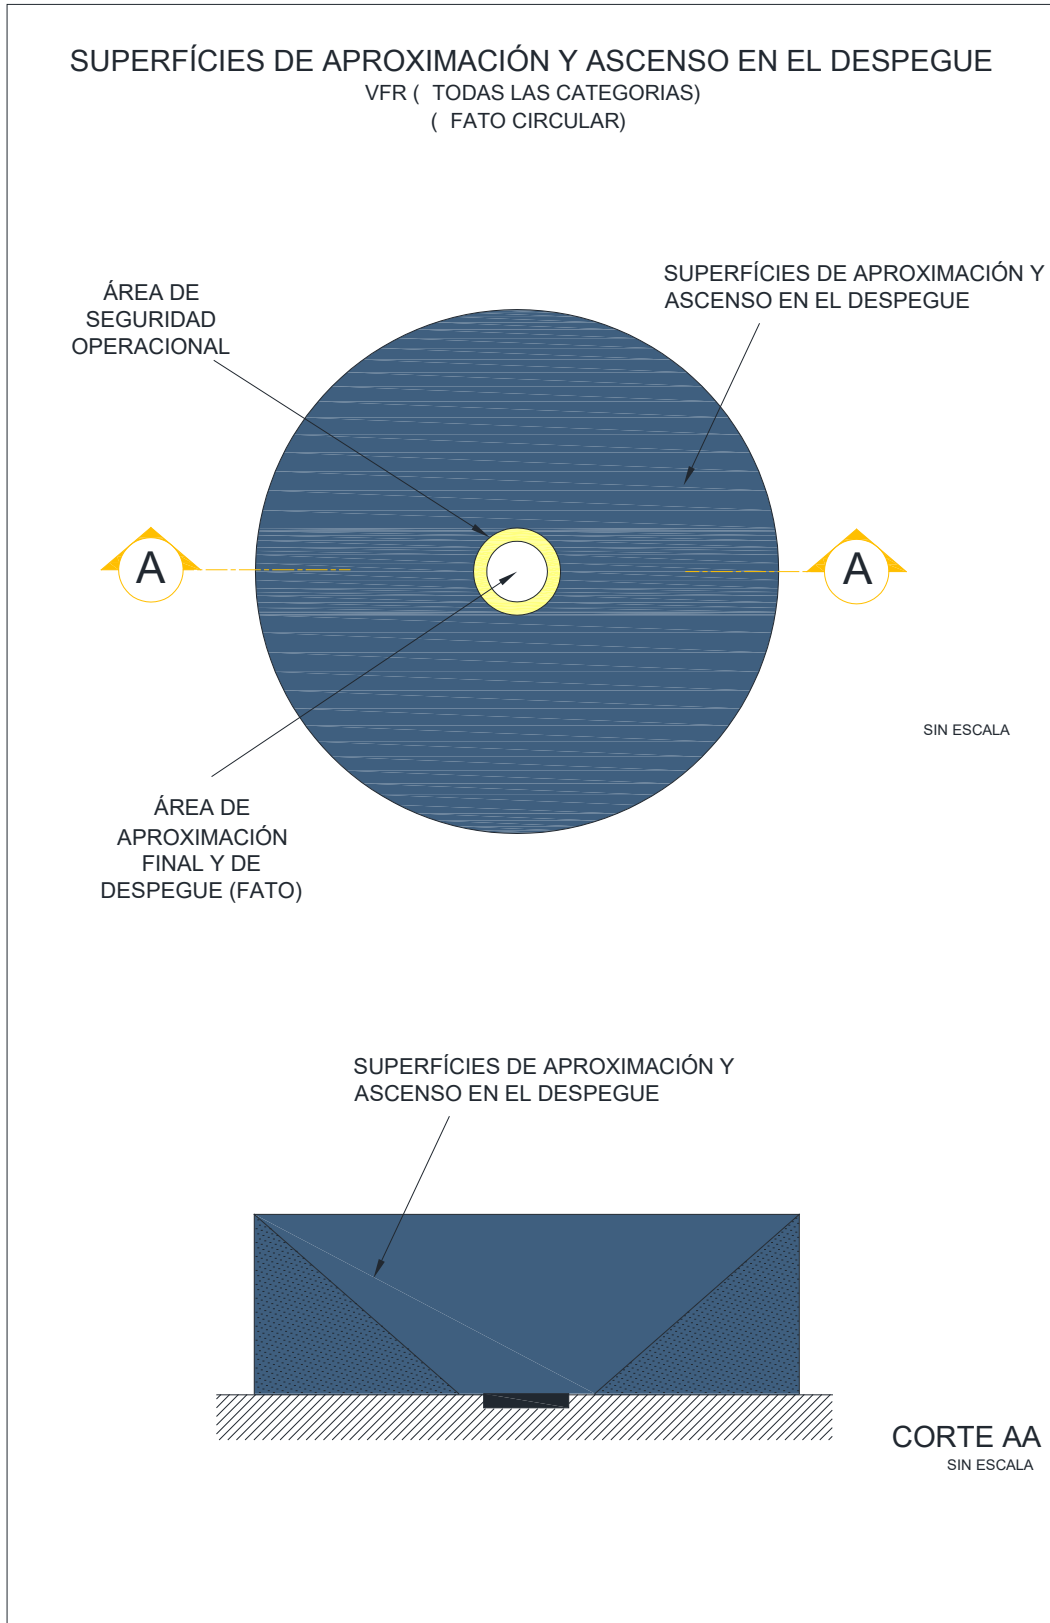 SUPERFÍCIES DE APROXIMACIÓN Y ASCENSO EN EL DESPEGUE
VFR ( TODAS LAS CATEGORIAS)
( FATO CIRCULAR)
ÁREA DE
SEGURIDAD
OPERACIONAL
SUPERFÍCIES DE APROXIMACIÓN Y
ASCENSO EN EL DESPEGUE
A
A
SIN ESCALA
ÁREA DE
APROXIMACIÓN
FINAL Y DE
DESPEGUE (FATO)
SUPERFÍCIES DE APROXIMACIÓN Y
ASCENSO EN EL DESPEGUE
CORTE AA
SIN ESCALA